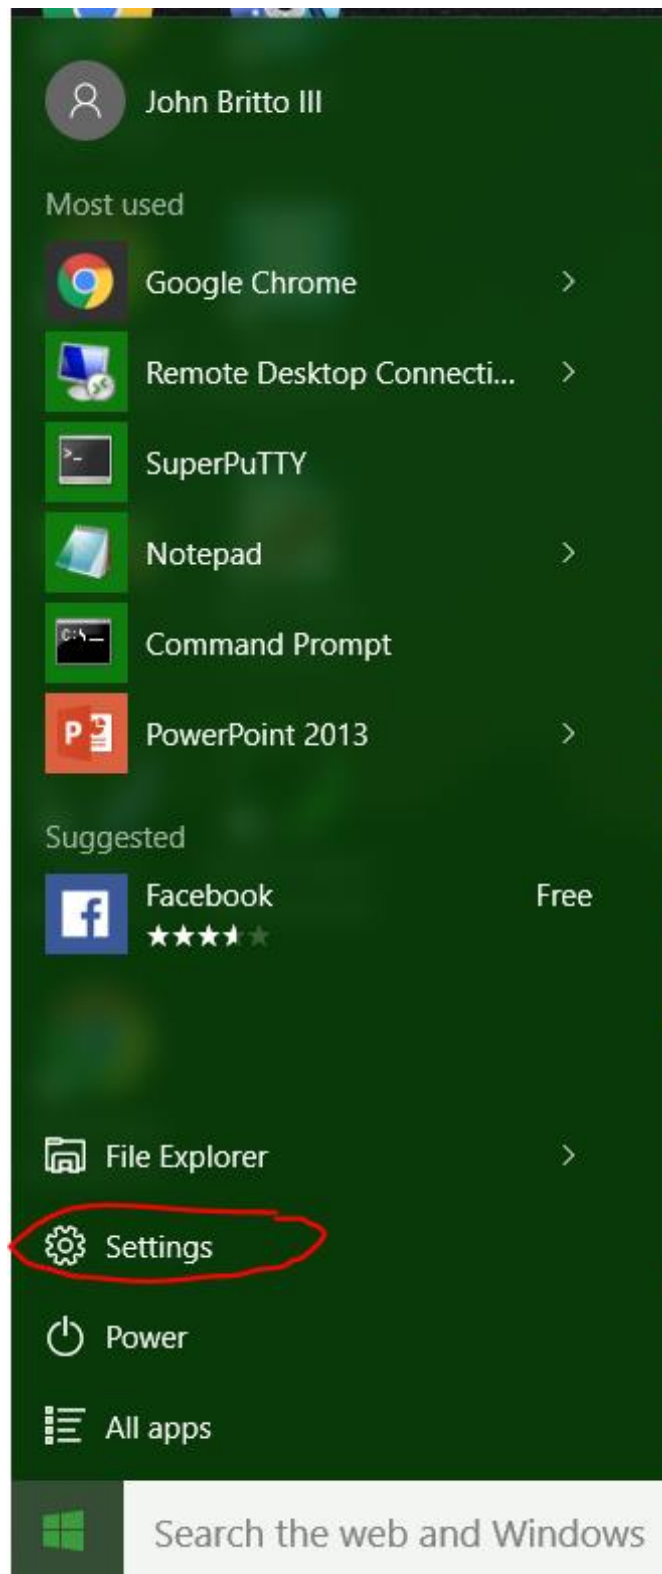 John Britto III
Most used
Google Chrome
Remote Desktop Connecti...
SuperPuTTY
Notepad
C:\
Command Prompt
P
PowerPoint 2013
Suggested
f
Facebook Free
File Explorer
Settings
Power
All apps
Search the web and Windows